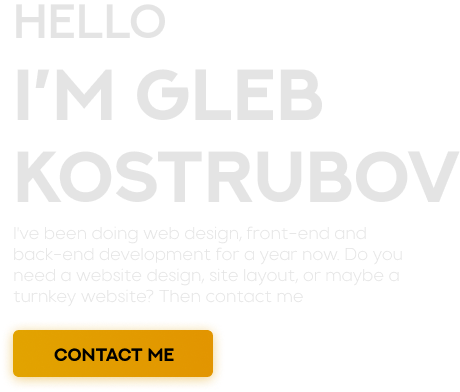 HELLO
I'M GLEB
KOSTRUBOV
I've been doing web design, front-end and
back-end development for a year now. Do you
need a website design, site layout, or maybe a
turnkey website? Then contact me
CONTACT ME